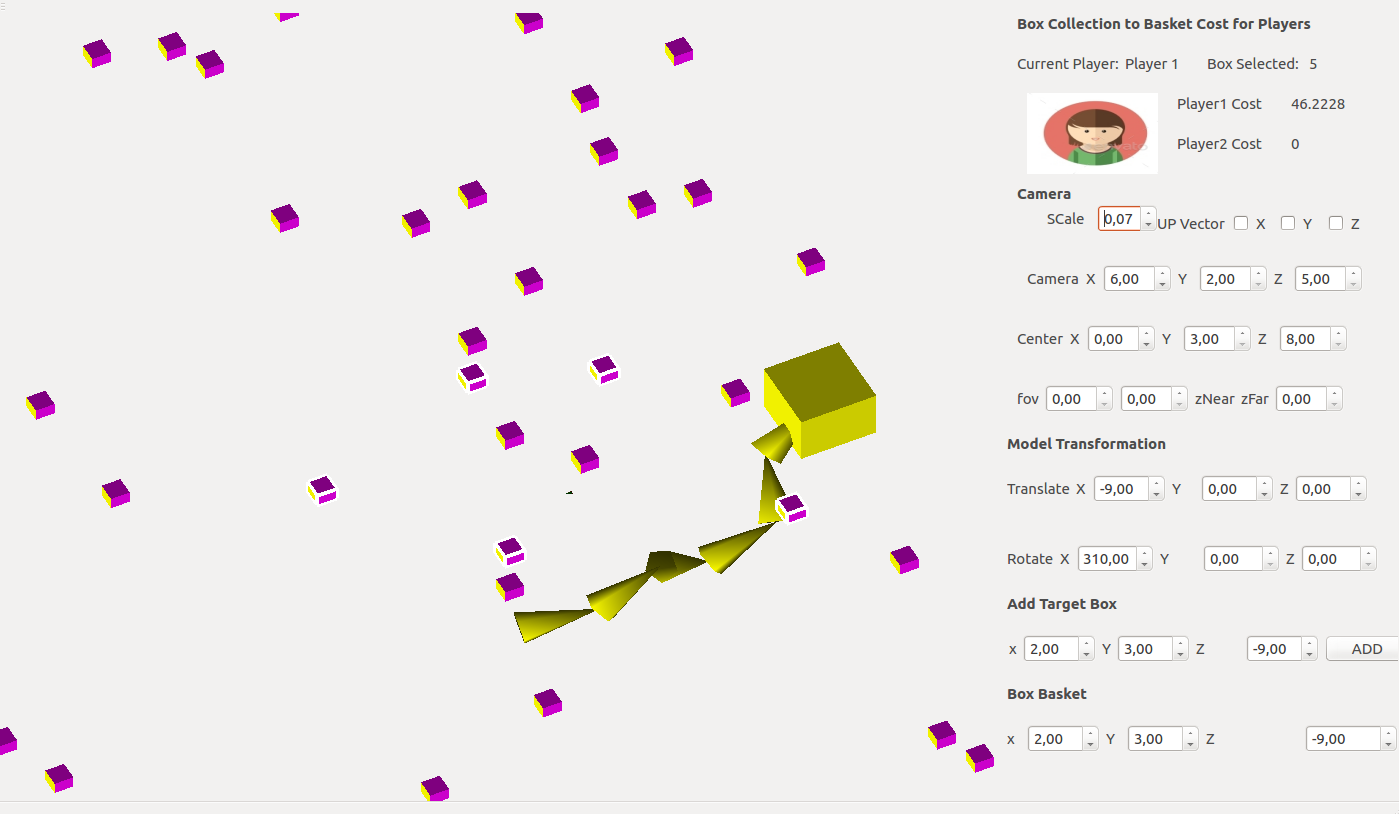 Box Collection to Basket Cost for Players
Current Player: Player 1 Box Selected: 5
Player1 Cost 46.2228
Player2 Cost 0
Camera
SCale 0,07 UP Vector X Y Z
Camera X 6,00 Y 2,00 Z 5,00
Center X 0,00 Y 3,00 Z 8,00
fov 0,00 0,00 zNear zFar 0,00
Model Transformation
Translate X -9,00 Y 0,00 Z 0,00
Rotate X 310,00 Y 0,00 Z 0,00
Add Target Box
x 2,00 Y 3,00 Z -9,00 ADD
Box Basket
x 2,00 Y 3,00 Z -9,00